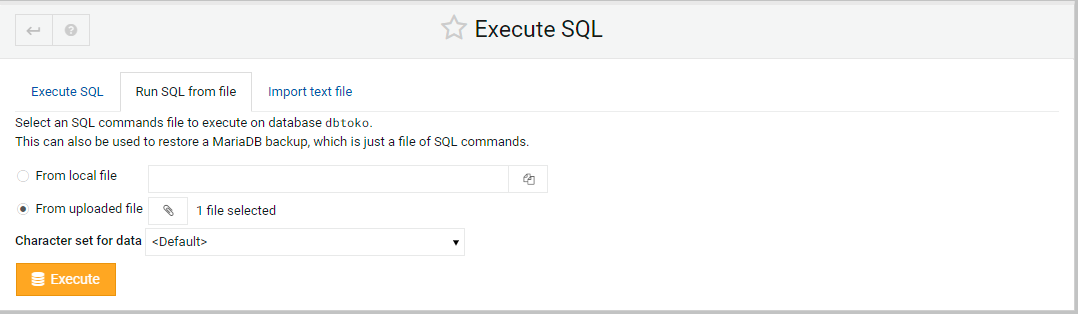 Execute SQL
Execute SQL Run SQL from file Import text file
Select an SQL commands file to execute on database dbtoko.
This can also be used to restore a MariaDB backup, which is just a file of SQL commands.
From local file
From uploaded file 1 file selected
Character set for data <Default>
Execute